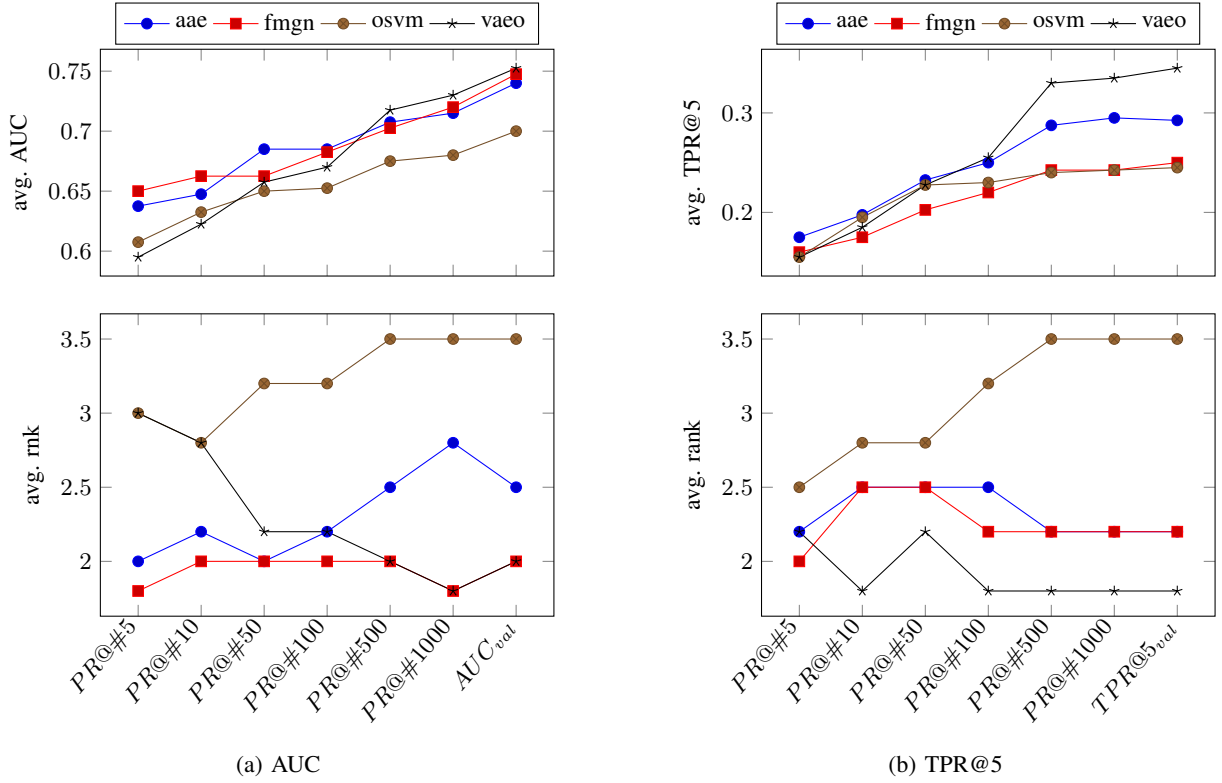 aae fmgn osvm vaeo
0.75
0.7
0.65
0.6
avg. AUC
3.5
3
2.5
2
avg. rnk
PR@#5
PR@#10
PR@#50
PR@#100
PR@#500
PR@#1000
AUC_val
(a) AUC
aae fmgn osvm vaeo
0.3
0.2
avg. TPR@5
3.5
3
2.5
2
avg. rank
PR@#5
PR@#10
PR@#50
PR@#100
PR@#500
PR@#1000
TPR@5_val
(b) TPR@5